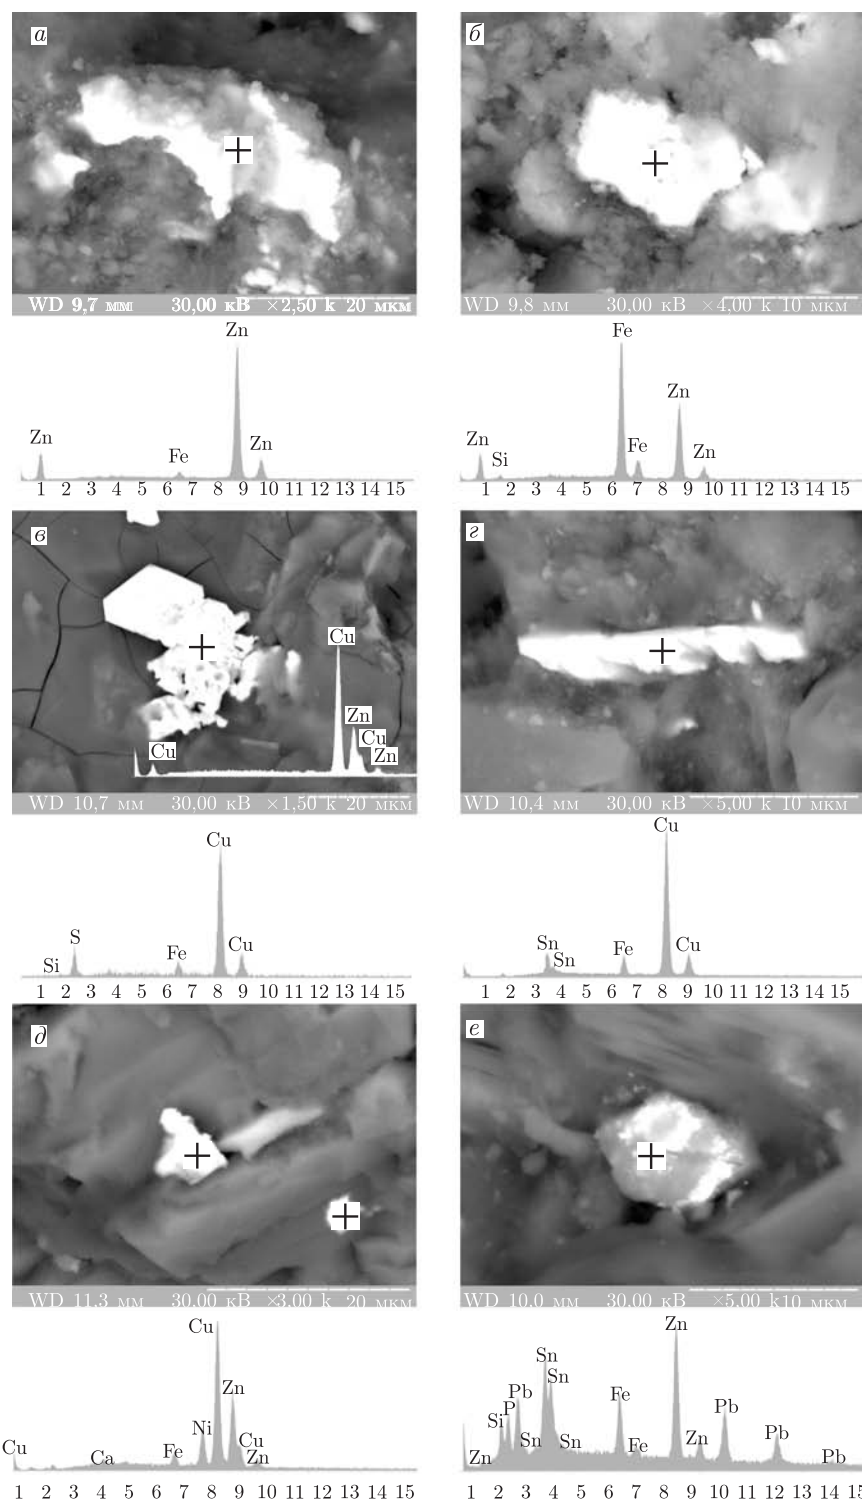 а
WD 9,7 мм 30,00 кВ ×2,50 k 20 мкм
Zn
Zn Fe Zn
1 2 3 4 5 6 7 8 9 10 11 12 13 14 15
б
WD 9,8 мм 30,00 кВ ×4,00 k 10 мкм
Fe
Zn
Zn Si Fe Zn
1 2 3 4 5 6 7 8 9 10 11 12 13 14 15
в
Cu
Zn
Cu Cu
Zn
WD 10,7 мм 30,00 кВ ×1,50 k 20 мкм
Cu
S
Si Fe Cu
1 2 3 4 5 6 7 8 9 10 11 12 13 14 15
г
WD 10,4 мм 30,00 кВ ×5,00 k 10 мкм
Cu
Sn Sn Fe Cu
1 2 3 4 5 6 7 8 9 10 11 12 13 14 15
д
WD 11,3 мм 30,00 кВ ×3,00 k 20 мкм
Cu
Zn
Ni
Cu Ca Fe Cu
Zn
1 2 3 4 5 6 7 8 9 10 11 12 13 14 15
е
WD 10,0 мм 30,00 кВ ×5,00 k 10 мкм
Zn
Sn
Sn
Pb Fe
Si P Pb
Zn Sn Sn Fe Zn Pb Pb
1 2 3 4 5 6 7 8 9 10 11 12 13 14 15